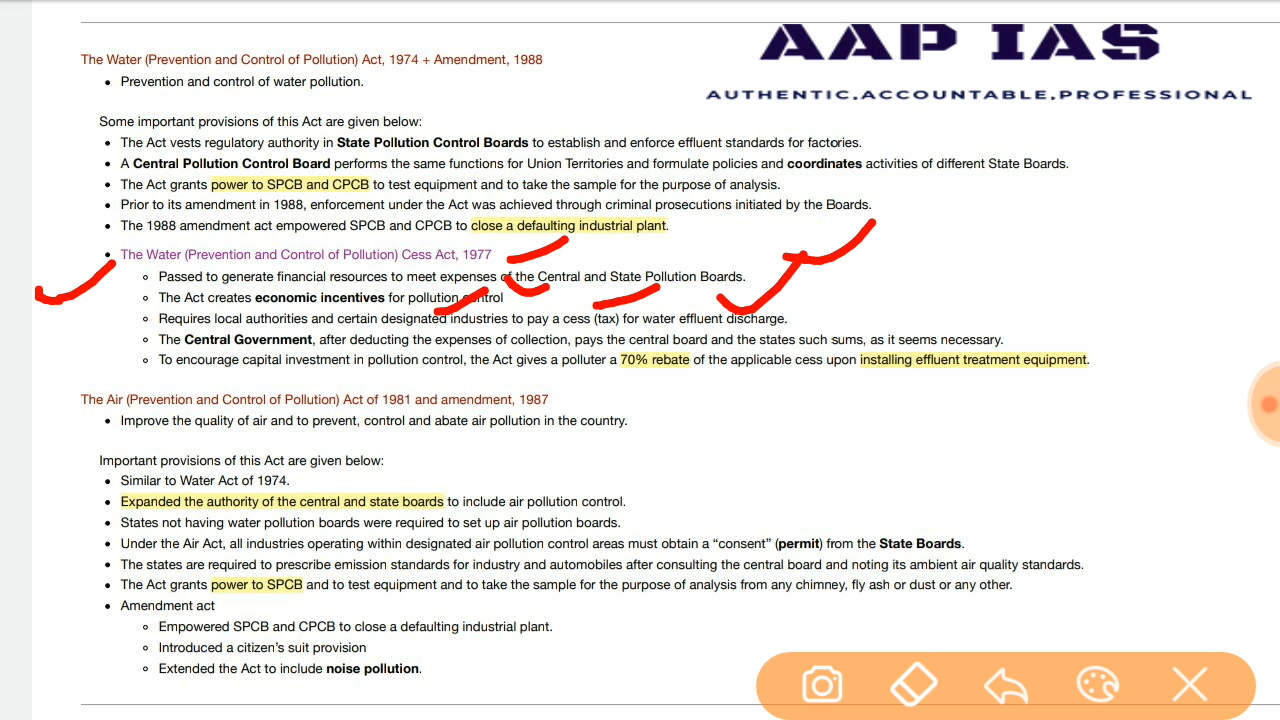 AAP IAS
AUTHENTIC,ACCOUNTABLE,PROFESSIONAL
The Water (Prevention and Control of Pollution) Act, 1974 + Amendment, 1988
• Prevention and control of water pollution.
Some important provisions of this Act are given below:
• The Act vests regulatory authority in State Pollution Control Boards to establish and enforce effluent standards for factories.
• A Central Pollution Control Board performs the same functions for Union Territories and formulate policies and coordinates activities of different State Boards.
• The Act grants power to SPCB and CPCB to test equipment and to take the sample for the purpose of analysis.
• Prior to its amendment in 1988, enforcement under the Act was achieved through criminal prosecutions initiated by the Boards.
• The 1988 amendment act empowered SPCB and CPCB to close a defaulting industrial plant.
• The Water (Prevention and Control of Pollution) Cess Act, 1977
◦ Passed to generate financial resources to meet expenses of the Central and State Pollution Boards.
◦ The Act creates economic incentives for pollution control
◦ Requires local authorities and certain designated industries to pay a cess (tax) for water effluent discharge.
◦ The Central Government, after deducting the expenses of collection, pays the central board and the states such sums, as it seems necessary.
◦ To encourage capital investment in pollution control, the Act gives a polluter a 70% rebate of the applicable cess upon installing effluent treatment equipment.
The Air (Prevention and Control of Pollution) Act of 1981 and amendment, 1987
• Improve the quality of air and to prevent, control and abate air pollution in the country.
Important provisions of this Act are given below:
• Similar to Water Act of 1974.
• Expanded the authority of the central and state boards to include air pollution control.
• States not having water pollution boards were required to set up air pollution boards.
• Under the Air Act, all industries operating within designated air pollution control areas must obtain a “consent” (permit) from the State Boards.
• The states are required to prescribe emission standards for industry and automobiles after consulting the central board and noting its ambient air quality standards.
• The Act grants power to SPCB and to test equipment and to take the sample for the purpose of analysis from any chimney, fly ash or dust or any other.
• Amendment act
◦ Empowered SPCB and CPCB to close a defaulting industrial plant.
◦ Introduced a citizen’s suit provision
◦ Extended the Act to include noise pollution.